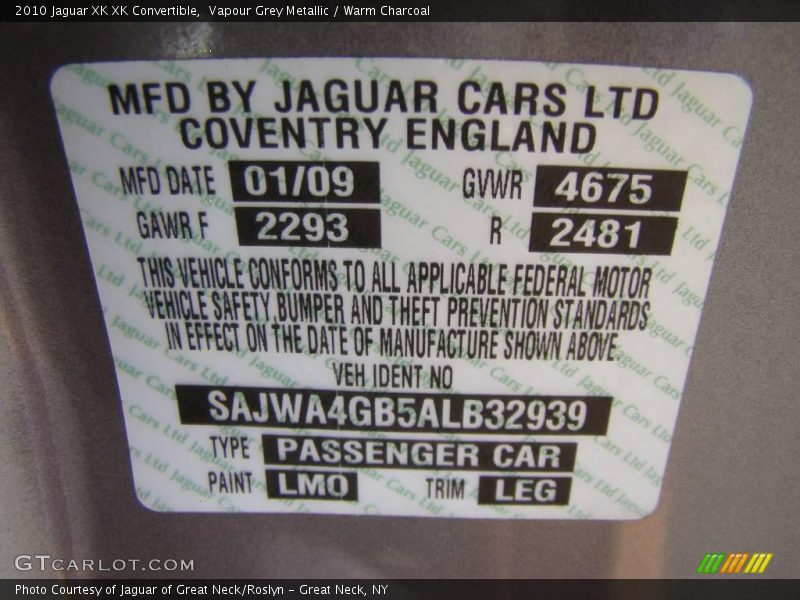 2010 Jaguar XK XK Convertible, Vapour Grey Metallic / Warm Charcoal
MFD BY JAGUAR CARS LTD
COVENTRY ENGLAND
MFD DATE 01/09 GVWR 4675
GAWR F 2293 R 2481
THIS VEHICLE CONFORMS TO ALL APPLICABLE FEDERAL MOTOR
VEHICLE SAFETY,BUMPER AND THEFT PREVENTION STANDARDS
IN EFFECT ON THE DATE OF MANUFACTURE SHOWN ABOVE
VEH IDENT NO
SAJWA4GB5ALB32939
TYPE PASSENGER CAR
PAINT LMO TRIM LEG
GTCARLOT.COM
Photo Courtesy of Jaguar of Great Neck/Roslyn – Great Neck, NY